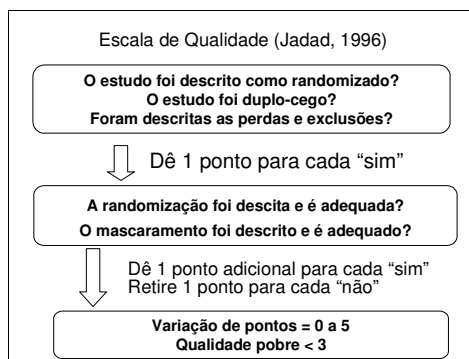 Escala de Qualidade (Jadad, 1996)
O estudo foi descrito como randomizado?
O estudo foi duplo-cego?
Foram descritas as perdas e exclusões?
Dê 1 ponto para cada “sim”
A randomização foi descita e é adequada?
O mascaramento foi descrito e é adequado?
Dê 1 ponto adicional para cada “sim”
Retire 1 ponto para cada “não”
Variação de pontos = 0 a 5
Qualidade pobre < 3